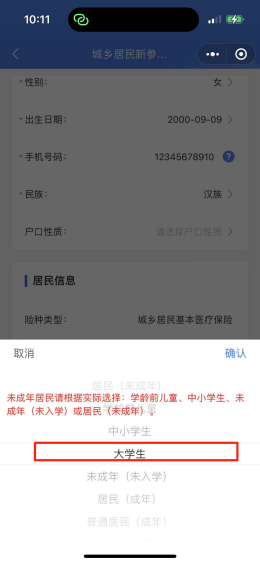 10:11
城乡居民新参...
*性别：
女
*出生日期：
2000-09-09
*手机号码：
12345678910 ?
*民族：
汉族
户口性质：
请选择户口性质
居民信息
险种类型：
城乡居民基本医疗保险
取消
确认
居民（未成年）
未成年居民请根据实际选择：学龄前儿童、中小学生、未
成年（未入学）或居民（未成年）。
中小学生
大学生
未成年（未入学）
居民（成年）
普通居民（成年）